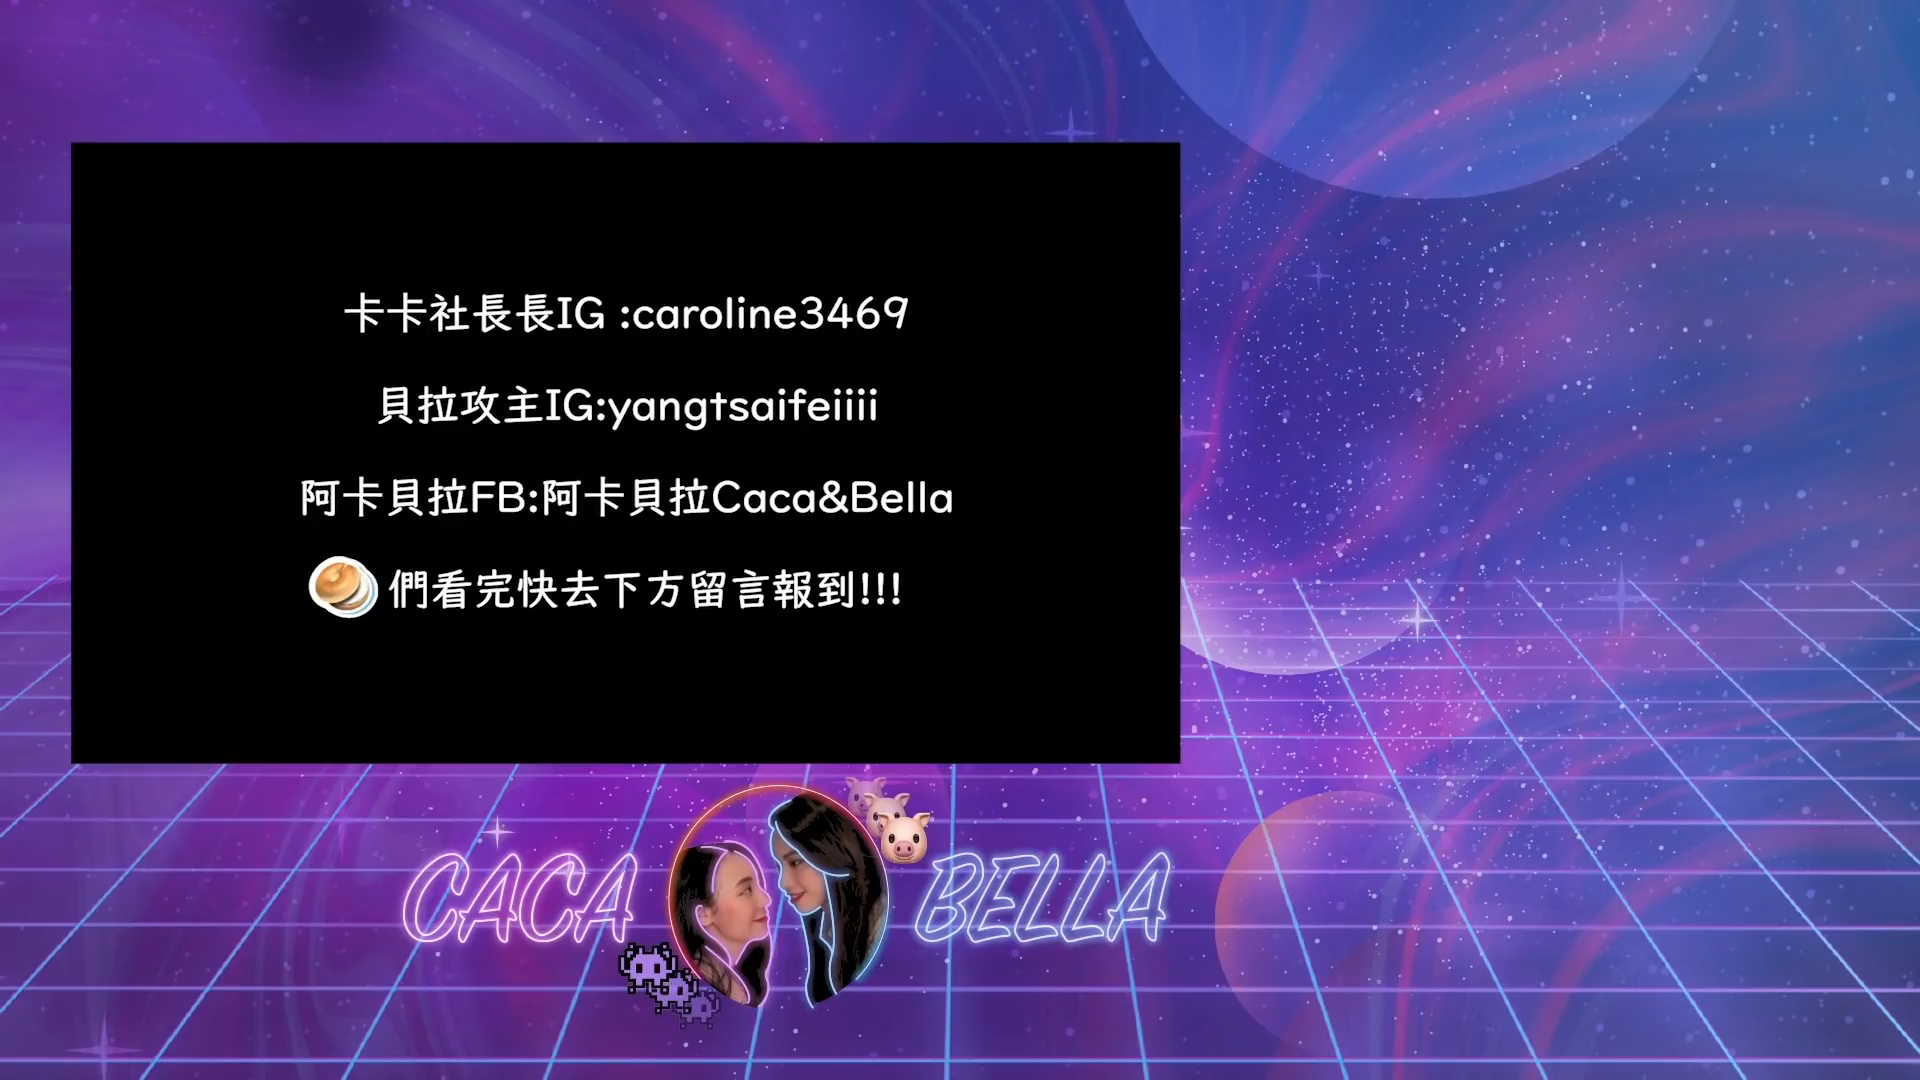 卡卡社長長IG :caroline3469
貝拉攻主IG:yangtsaifeiiii
阿卡貝拉FB:阿卡貝拉Caca&Bella
們看完快去下方留言報到!!!
CACA BELLA